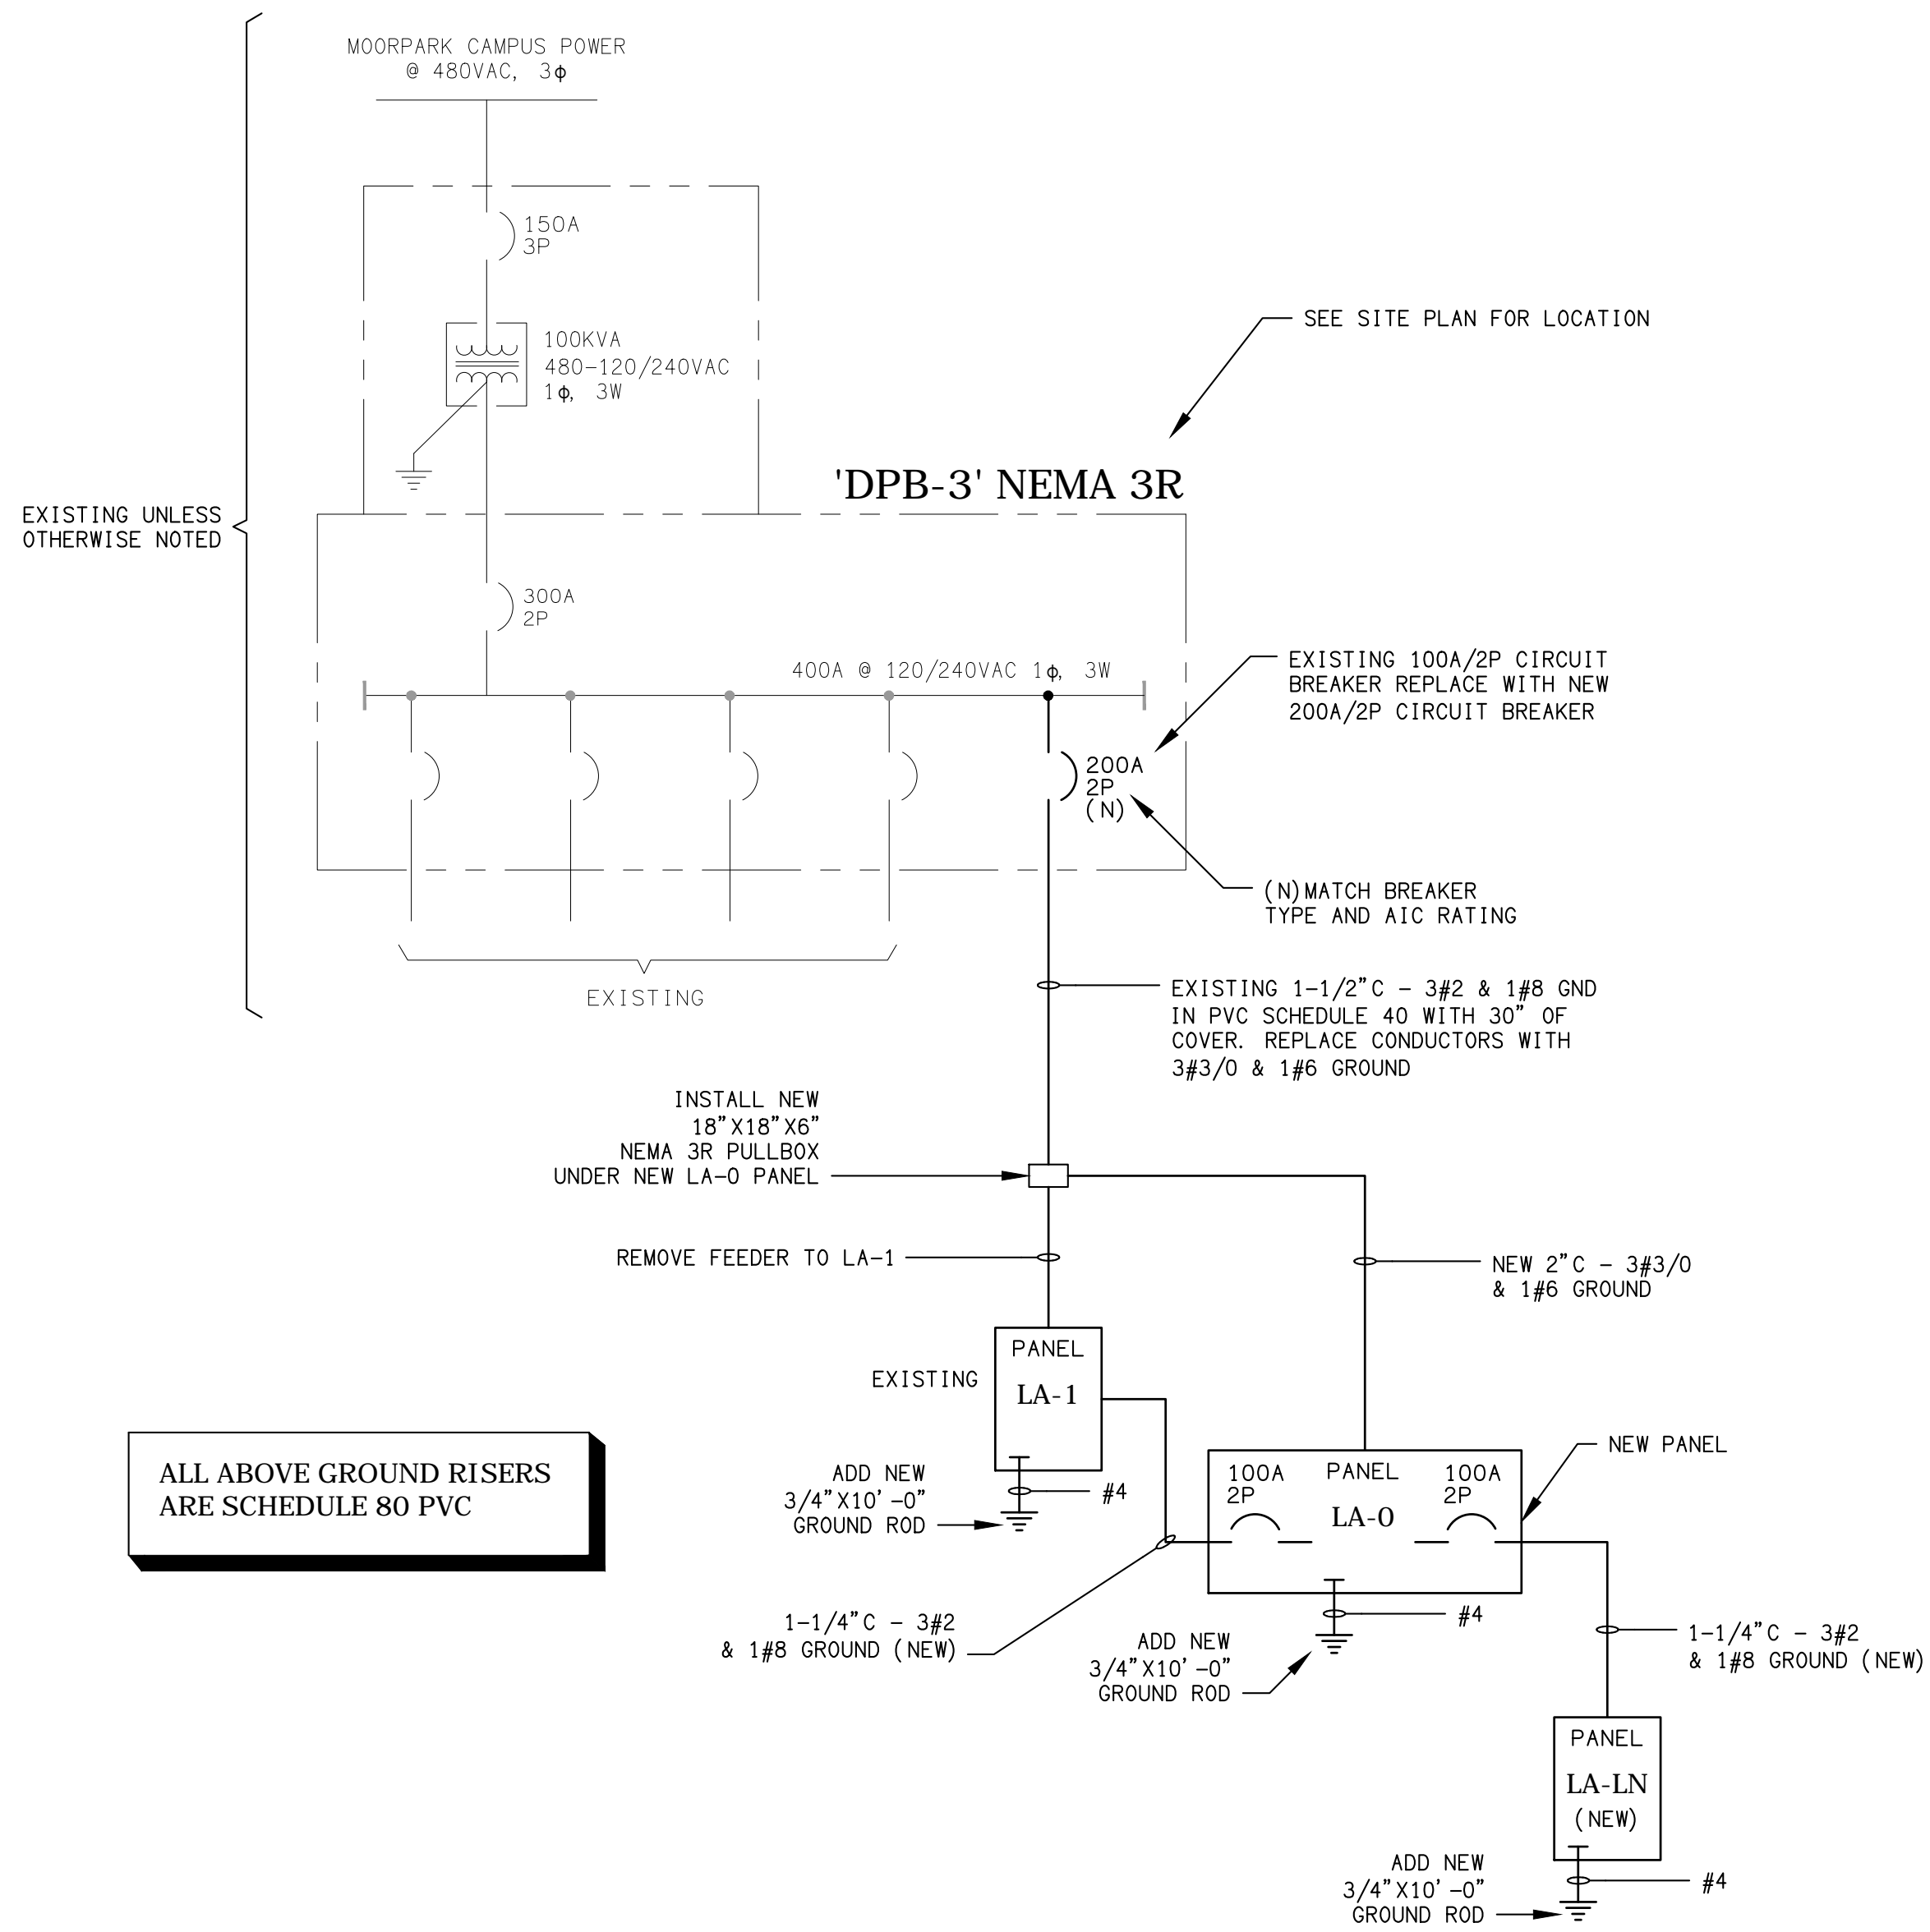 MOORPARK CAMPUS POWER
@ 480VAC, 3ɸ
150A
3P
100KVA
480-120/240VAC
1ɸ, 3W
SEE SITE PLAN FOR LOCATION
'DPB-3' NEMA 3R
EXISTING UNLESS
OTHERWISE NOTED
300A
2P
400A @ 120/240VAC 1ɸ, 3W
EXISTING 100A/2P CIRCUIT
BREAKER REPLACE WITH NEW
200A/2P CIRCUIT BREAKER
200A
2P
(N)
(N)MATCH BREAKER
TYPE AND AIC RATING
EXISTING
EXISTING 1-1/2"C - 3#2 & 1#8 GND
IN PVC SCHEDULE 40 WITH 30" OF
COVER. REPLACE CONDUCTORS WITH
3#3/0 & 1#6 GROUND
INSTALL NEW
18"X18"X6"
NEMA 3R PULLBOX
UNDER NEW LA-0 PANEL
REMOVE FEEDER TO LA-1
NEW 2"C - 3#3/0
& 1#6 GROUND
PANEL
LA-1
EXISTING
ADD NEW
3/4"X10'-0"
GROUND ROD
#4
NEW PANEL
100A
2P
PANEL
LA-0
100A
2P
ALL ABOVE GROUND RISERS
ARE SCHEDULE 80 PVC
1-1/4"C - 3#2
& 1#8 GROUND (NEW)
#4
ADD NEW
3/4"X10'-0"
GROUND ROD
1-1/4"C - 3#2
& 1#8 GROUND (NEW)
PANEL
LA-LN
(NEW)
ADD NEW
3/4"X10'-0"
GROUND ROD
#4